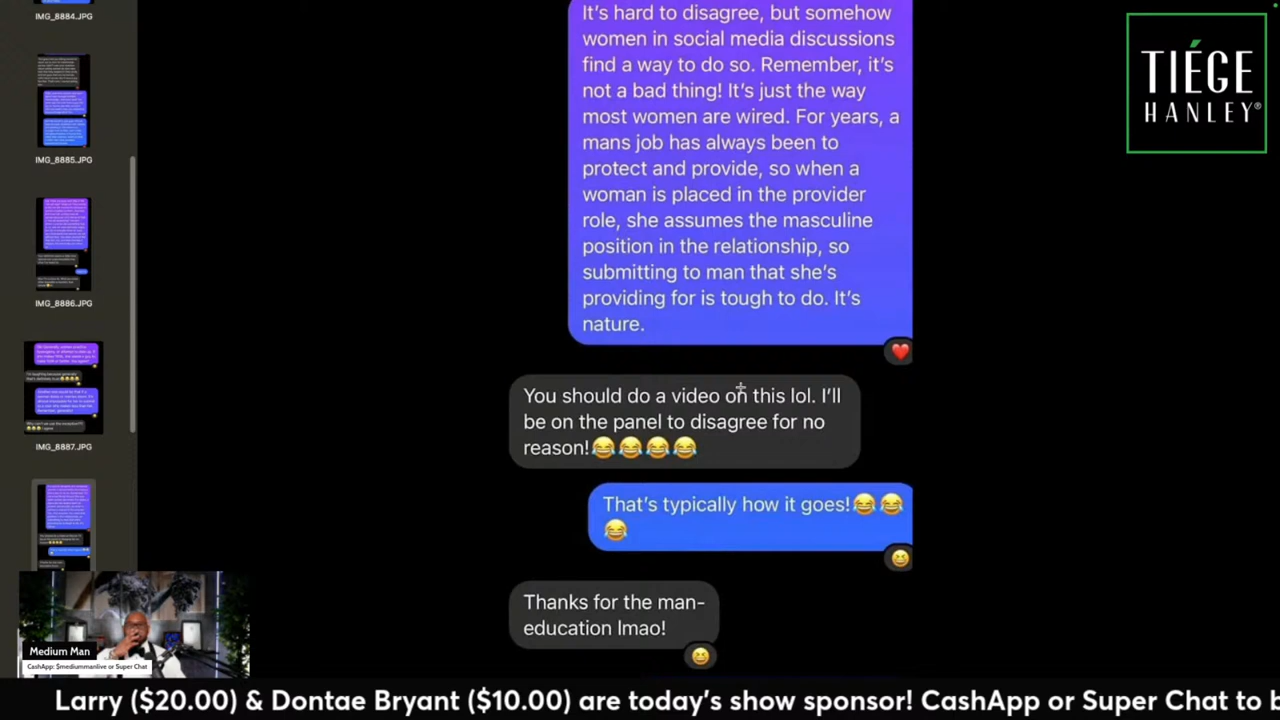 IMG_8884.JPG
IMG_8885.JPG
IMG_8886.JPG
IMG_8887.JPG
It's hard to disagree, but somehow
women in social media discussions
find a way to do so. Remember, it's
not a bad thing! It's just the way
most women are wired. For years, a
mans job has always been to
protect and provide, so when a
woman is placed in the provider
role, she assumes a masculine
position in the relationship, so
submitting to man that she's
providing for is tough to do. It's
nature.
You should do a video on this lol. I'll
be on the panel to disagree for no
reason!😂😂😂😂
That's typically how it goes!😂😂
😂
Thanks for the man-
education lmao!
TIÉGE
HANLEY®
Medium Man
CashApp: $mediummanlive or Super Chat
Larry ($20.00) & Dontae Bryant ($10.00) are today's show sponsor! CashApp or Super Chat to b